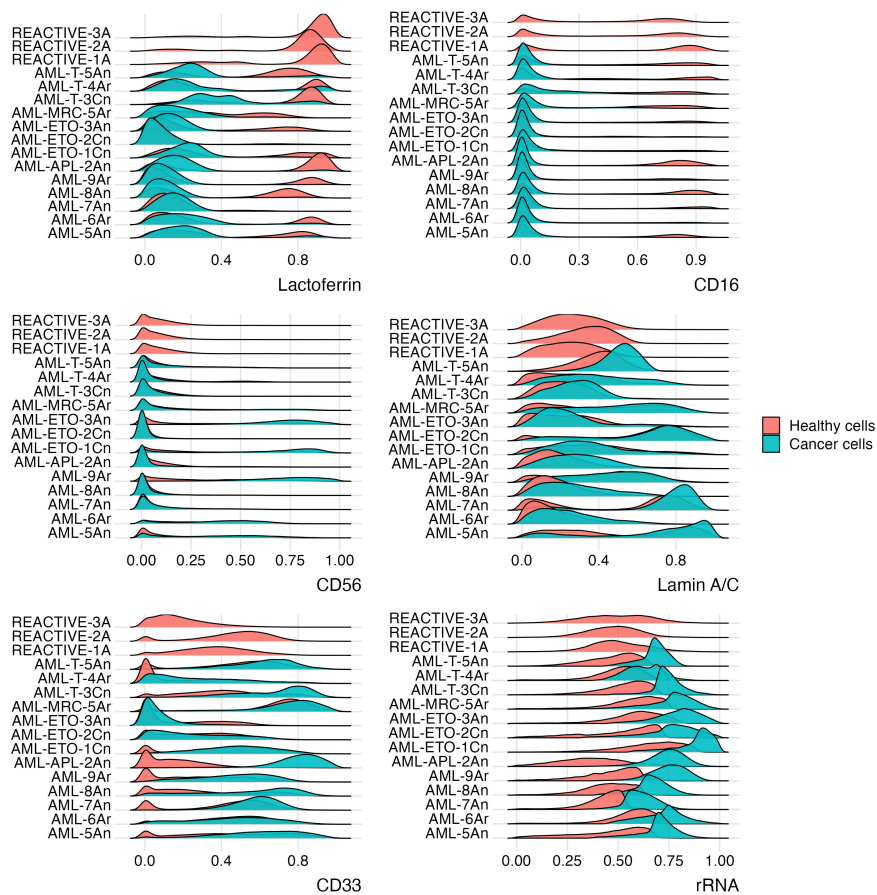 REACTIVE-3A
REACTIVE-2A
REACTIVE-1A
AML-T-5An
AML-T-4Ar
AML-T-3Cn
AML-MRC-5Ar
AML-ETO-3An
AML-ETO-2Cn
AML-ETO-1Cn
AML-APL-2An
AML-9Ar
AML-8An
AML-7An
AML-6Ar
AML-5An
0.0 0.4 0.8
Lactoferrin
REACTIVE-3A
REACTIVE-2A
REACTIVE-1A
AML-T-5An
AML-T-4Ar
AML-T-3Cn
AML-MRC-5Ar
AML-ETO-3An
AML-ETO-2Cn
AML-ETO-1Cn
AML-APL-2An
AML-9Ar
AML-8An
AML-7An
AML-6Ar
AML-5An
0.0 0.3 0.6 0.9
CD16
REACTIVE-3A
REACTIVE-2A
REACTIVE-1A
AML-T-5An
AML-T-4Ar
AML-T-3Cn
AML-MRC-5Ar
AML-ETO-3An
AML-ETO-2Cn
AML-ETO-1Cn
AML-APL-2An
AML-9Ar
AML-8An
AML-7An
AML-6Ar
AML-5An
0.00 0.25 0.50 0.75 1.00
CD56
REACTIVE-3A
REACTIVE-2A
REACTIVE-1A
AML-T-5An
AML-T-4Ar
AML-T-3Cn
AML-MRC-5Ar
AML-ETO-3An
AML-ETO-2Cn
AML-ETO-1Cn
AML-APL-2An
AML-9Ar
AML-8An
AML-7An
AML-6Ar
AML-5An
0.0 0.4 0.8
Lamin A/C
Healthy cells
Cancer cells
REACTIVE-3A
REACTIVE-2A
REACTIVE-1A
AML-T-5An
AML-T-4Ar
AML-T-3Cn
AML-MRC-5Ar
AML-ETO-3An
AML-ETO-2Cn
AML-ETO-1Cn
AML-APL-2An
AML-9Ar
AML-8An
AML-7An
AML-6Ar
AML-5An
0.0 0.4 0.8
CD33
REACTIVE-3A
REACTIVE-2A
REACTIVE-1A
AML-T-5An
AML-T-4Ar
AML-T-3Cn
AML-MRC-5Ar
AML-ETO-3An
AML-ETO-2Cn
AML-ETO-1Cn
AML-APL-2An
AML-9Ar
AML-8An
AML-7An
AML-6Ar
AML-5An
0.00 0.25 0.50 0.75 1.00
rRNA